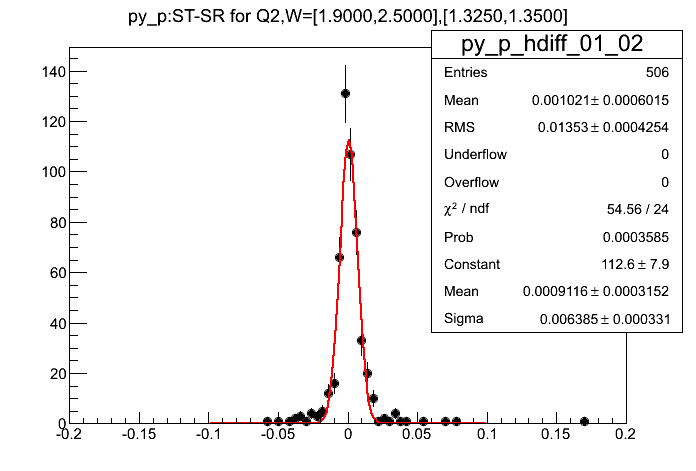 py_p:ST-SR for Q2,W=[1.9000,2.5000],[1.3250,1.3500]
py_p_hdiff_01_02
Entries 506
Mean 0.001021± 0.0006015
RMS 0.01353± 0.0004254
Underflow 0
Overflow 0
χ² / ndf 54.56 / 24
Prob 0.0003585
Constant 112.6 ± 7.9
Mean 0.0009116± 0.0003152
Sigma 0.006385± 0.000331
140
120
100
80
60
40
20
0
-0.2 -0.15 -0.1 -0.05 0 0.05 0.1 0.15 0.2